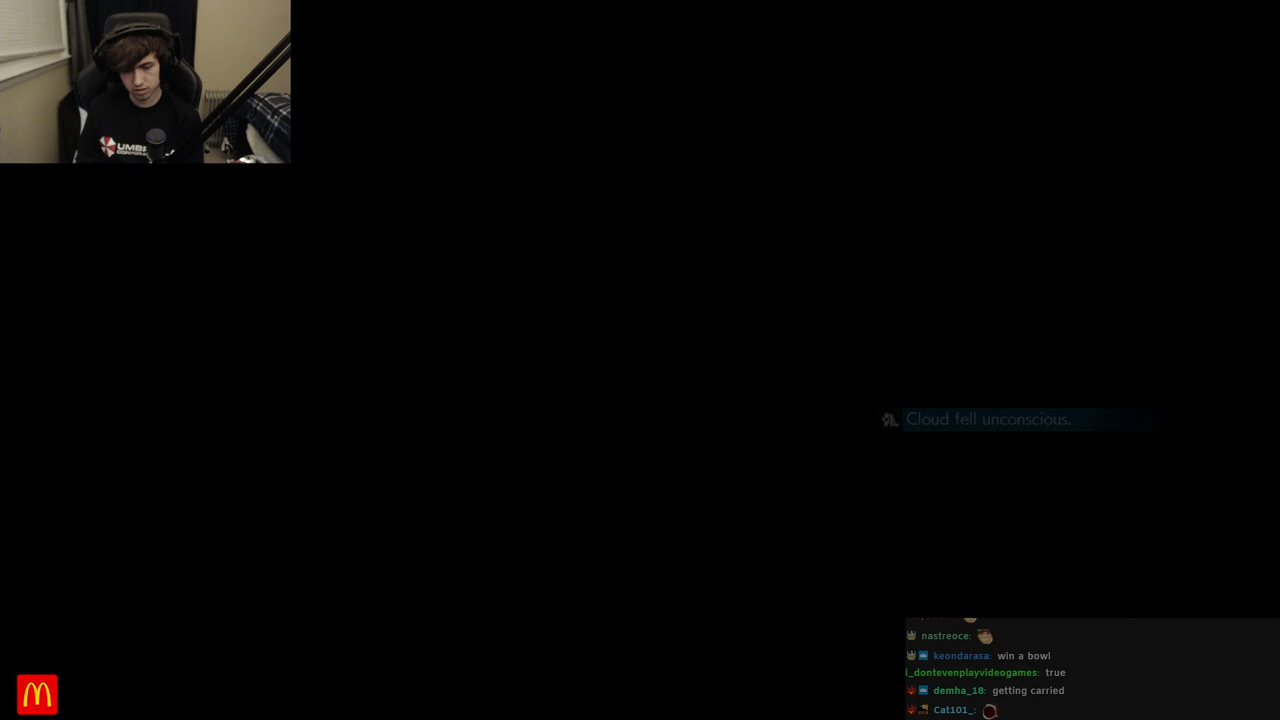 Cloud fell unconscious.
nastreoce:
keondarasa: win a bowl
i_dontevenplayvideogames: true
demha_18: getting carried
Cat101_: